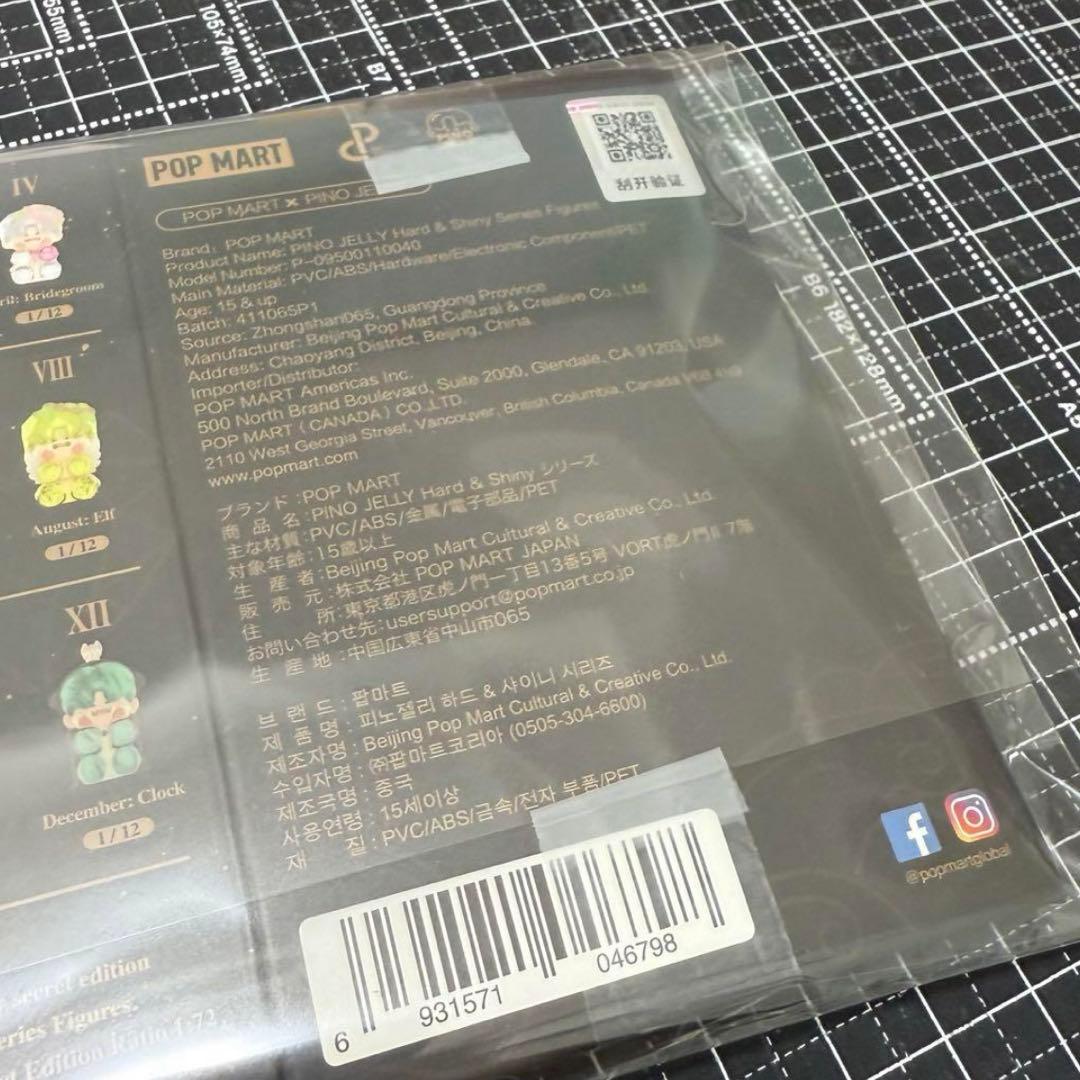 65mm
105×74mm
B7
B6 182×128mm
IV
ril: Bridegroom
1/12
VIII
August: Elf
1/12
XII
December: Clock
1/12
secret edition
eries Figures.
Edition Ratio 1:72
POP MART
刮开验证
POP MART × PINO JE
Brand: POP MART
Product Name: PINO JELLY Hard & Shiny Series Figures
Model Number: P-09500110040
Main Material: PVC/ABS/Hardware/Electronic Component/PET
Age: 15 & up
Batch: 41106SP1
Source: Zhongshan065, Guangdong Province
Manufacturer: Beijing Pop Mart Cultural & Creative Co., Ltd.
Address: Chaoyang District, Beijing, China
Importer/Distributor:
POP MART Americas Inc.
500 North Brand Boulevard, Suite 2000, Glendale, CA 91203, USA
POP MART (CANADA) CO.,LTD.
2110 West Georgia Street, Vancouver, British Columbia, Canada
www.popmart.com
ブランド:POP MART
商品名:PINO JELLY Hard & Shiny シリーズ
主な材質:PVC/ABS/金属/電子部品/PET
対象年齢:15歳以上
生産者:Beijing Pop Mart Cultural & Creative Co., Ltd.
販売元:株式会社 POP MART JAPAN
住所:東京都港区虎ノ門一丁目13番5号 VORT虎ノ門II 7階
お問い合わせ先:usersupport@popmart.co.jp
生産地:中国広東省中山市065
브랜드:팝마트
제품명:피노젤리 하드 & 샤이니 시리즈
제조자명:Beijing Pop Mart Cultural & Creative Co., Ltd.
수입자명:㈜팝마트코리아 (0505-304-6600)
제조국명:중국
사용연령:15세이상
재질:PVC/ABS/금속/전자 부품/PET
6 931571 046798
@popmartglobal